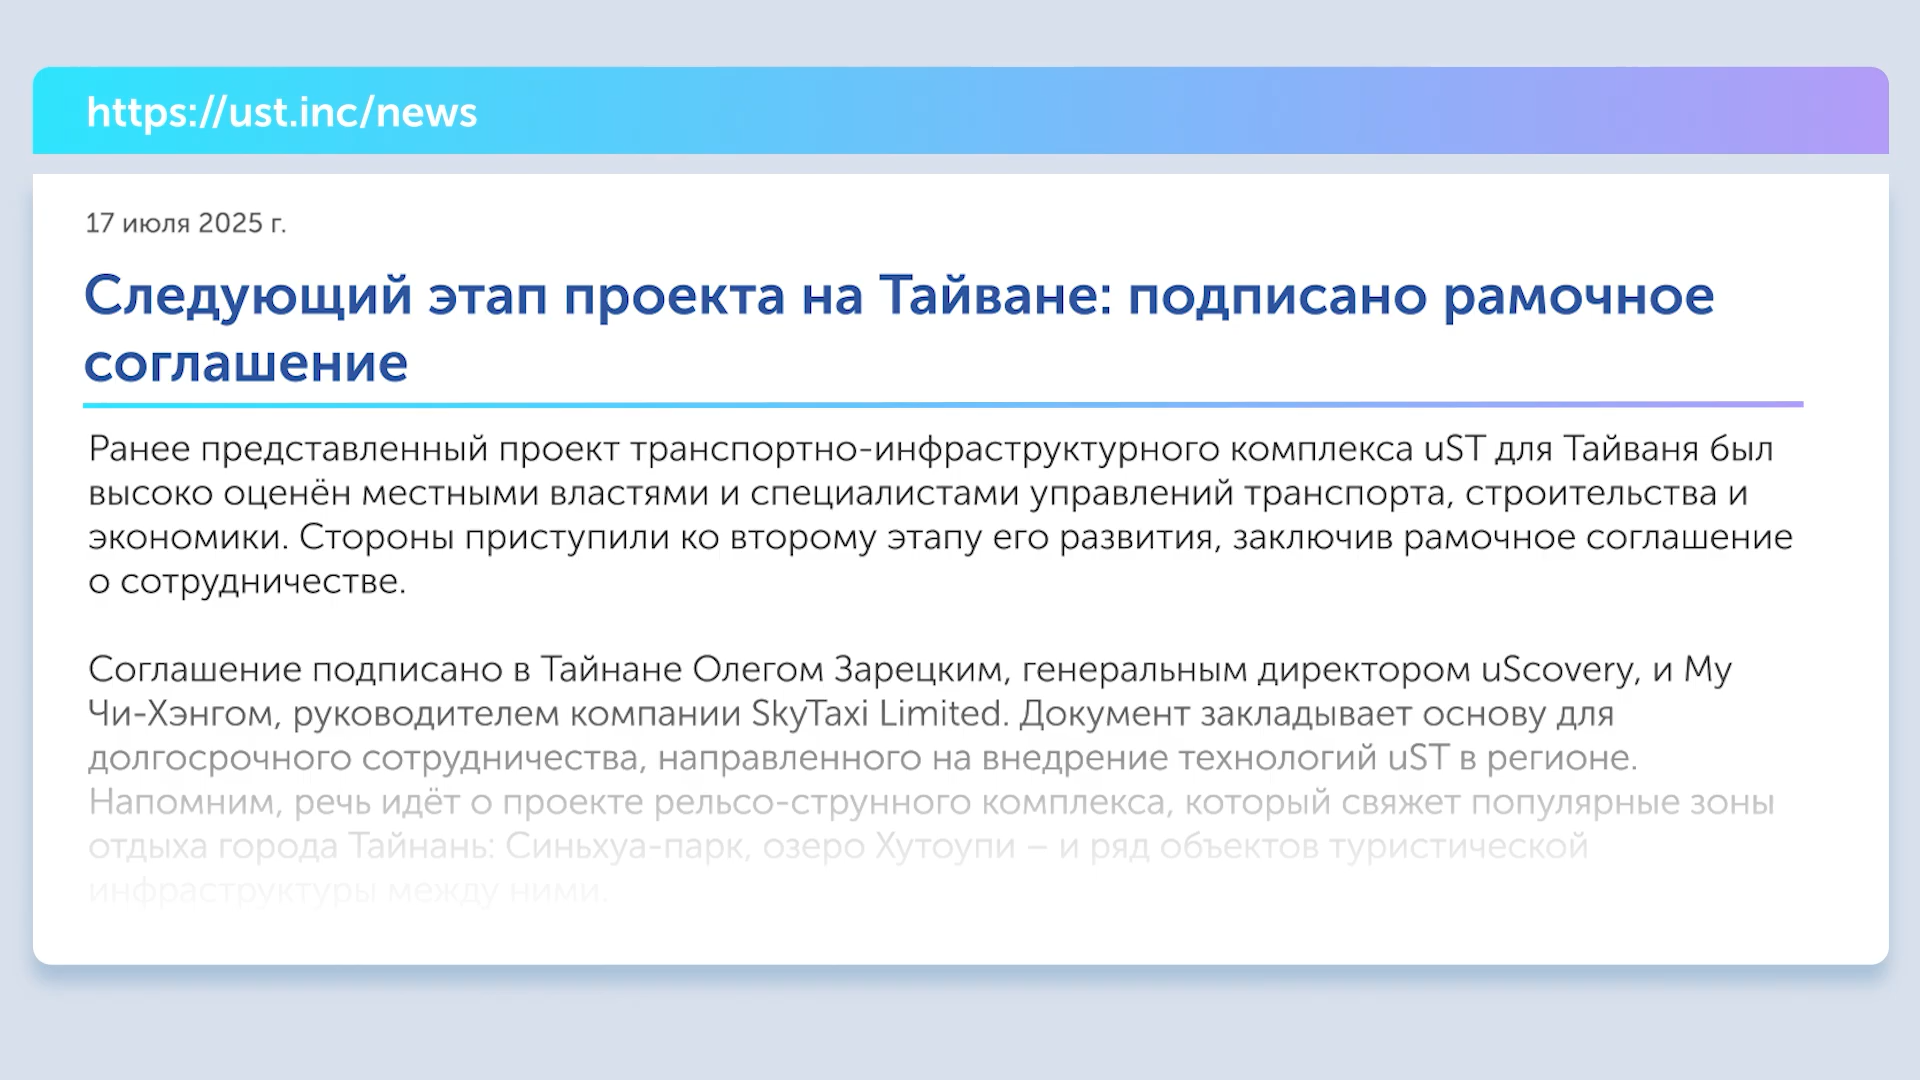 https://ust.inc/news
17 июля 2025 г.
Следующий этап проекта на Тайване: подписано рамочное
соглашение
Ранее представленный проект транспортно-инфраструктурного комплекса uST для Тайваня был
высоко оценён местными властями и специалистами управлений транспорта, строительства и
экономики. Стороны приступили ко второму этапу его развития, заключив рамочное соглашение
о сотрудничестве.
Соглашение подписано в Тайнане Олегом Зарецким, генеральным директором uScovery, и Му
Чи-Хэнгом, руководителем компании SkyTaxi Limited. Документ закладывает основу для
долгосрочного сотрудничества, направленного на внедрение технологий uST в регионе.
Напомним, речь идёт о проекте рельсо-струнного комплекса, который свяжет популярные зоны
отдыха города Тайнань: Синьхуа-парк, озеро Хутоупи – и ряд объектов туристической
инфраструктуры между ними.